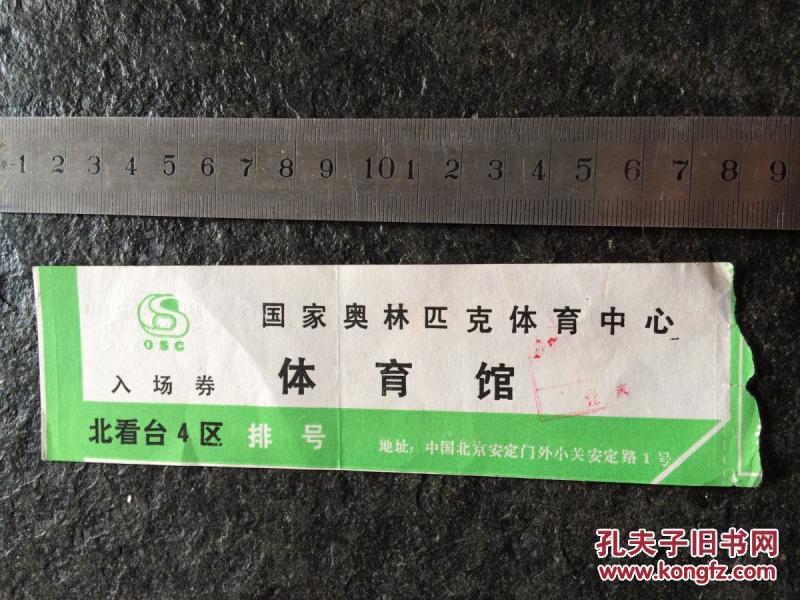 1 2 3 4 5 6 7 8 9 10 1 2 3 4 5 6 7 8 9
OSC
国家奥林匹克体育中心
入场券 体育馆
北看台4区 排 号
地址：中国北京安定门外小关安定路1号
孔夫子旧书网
www.kongfz.com